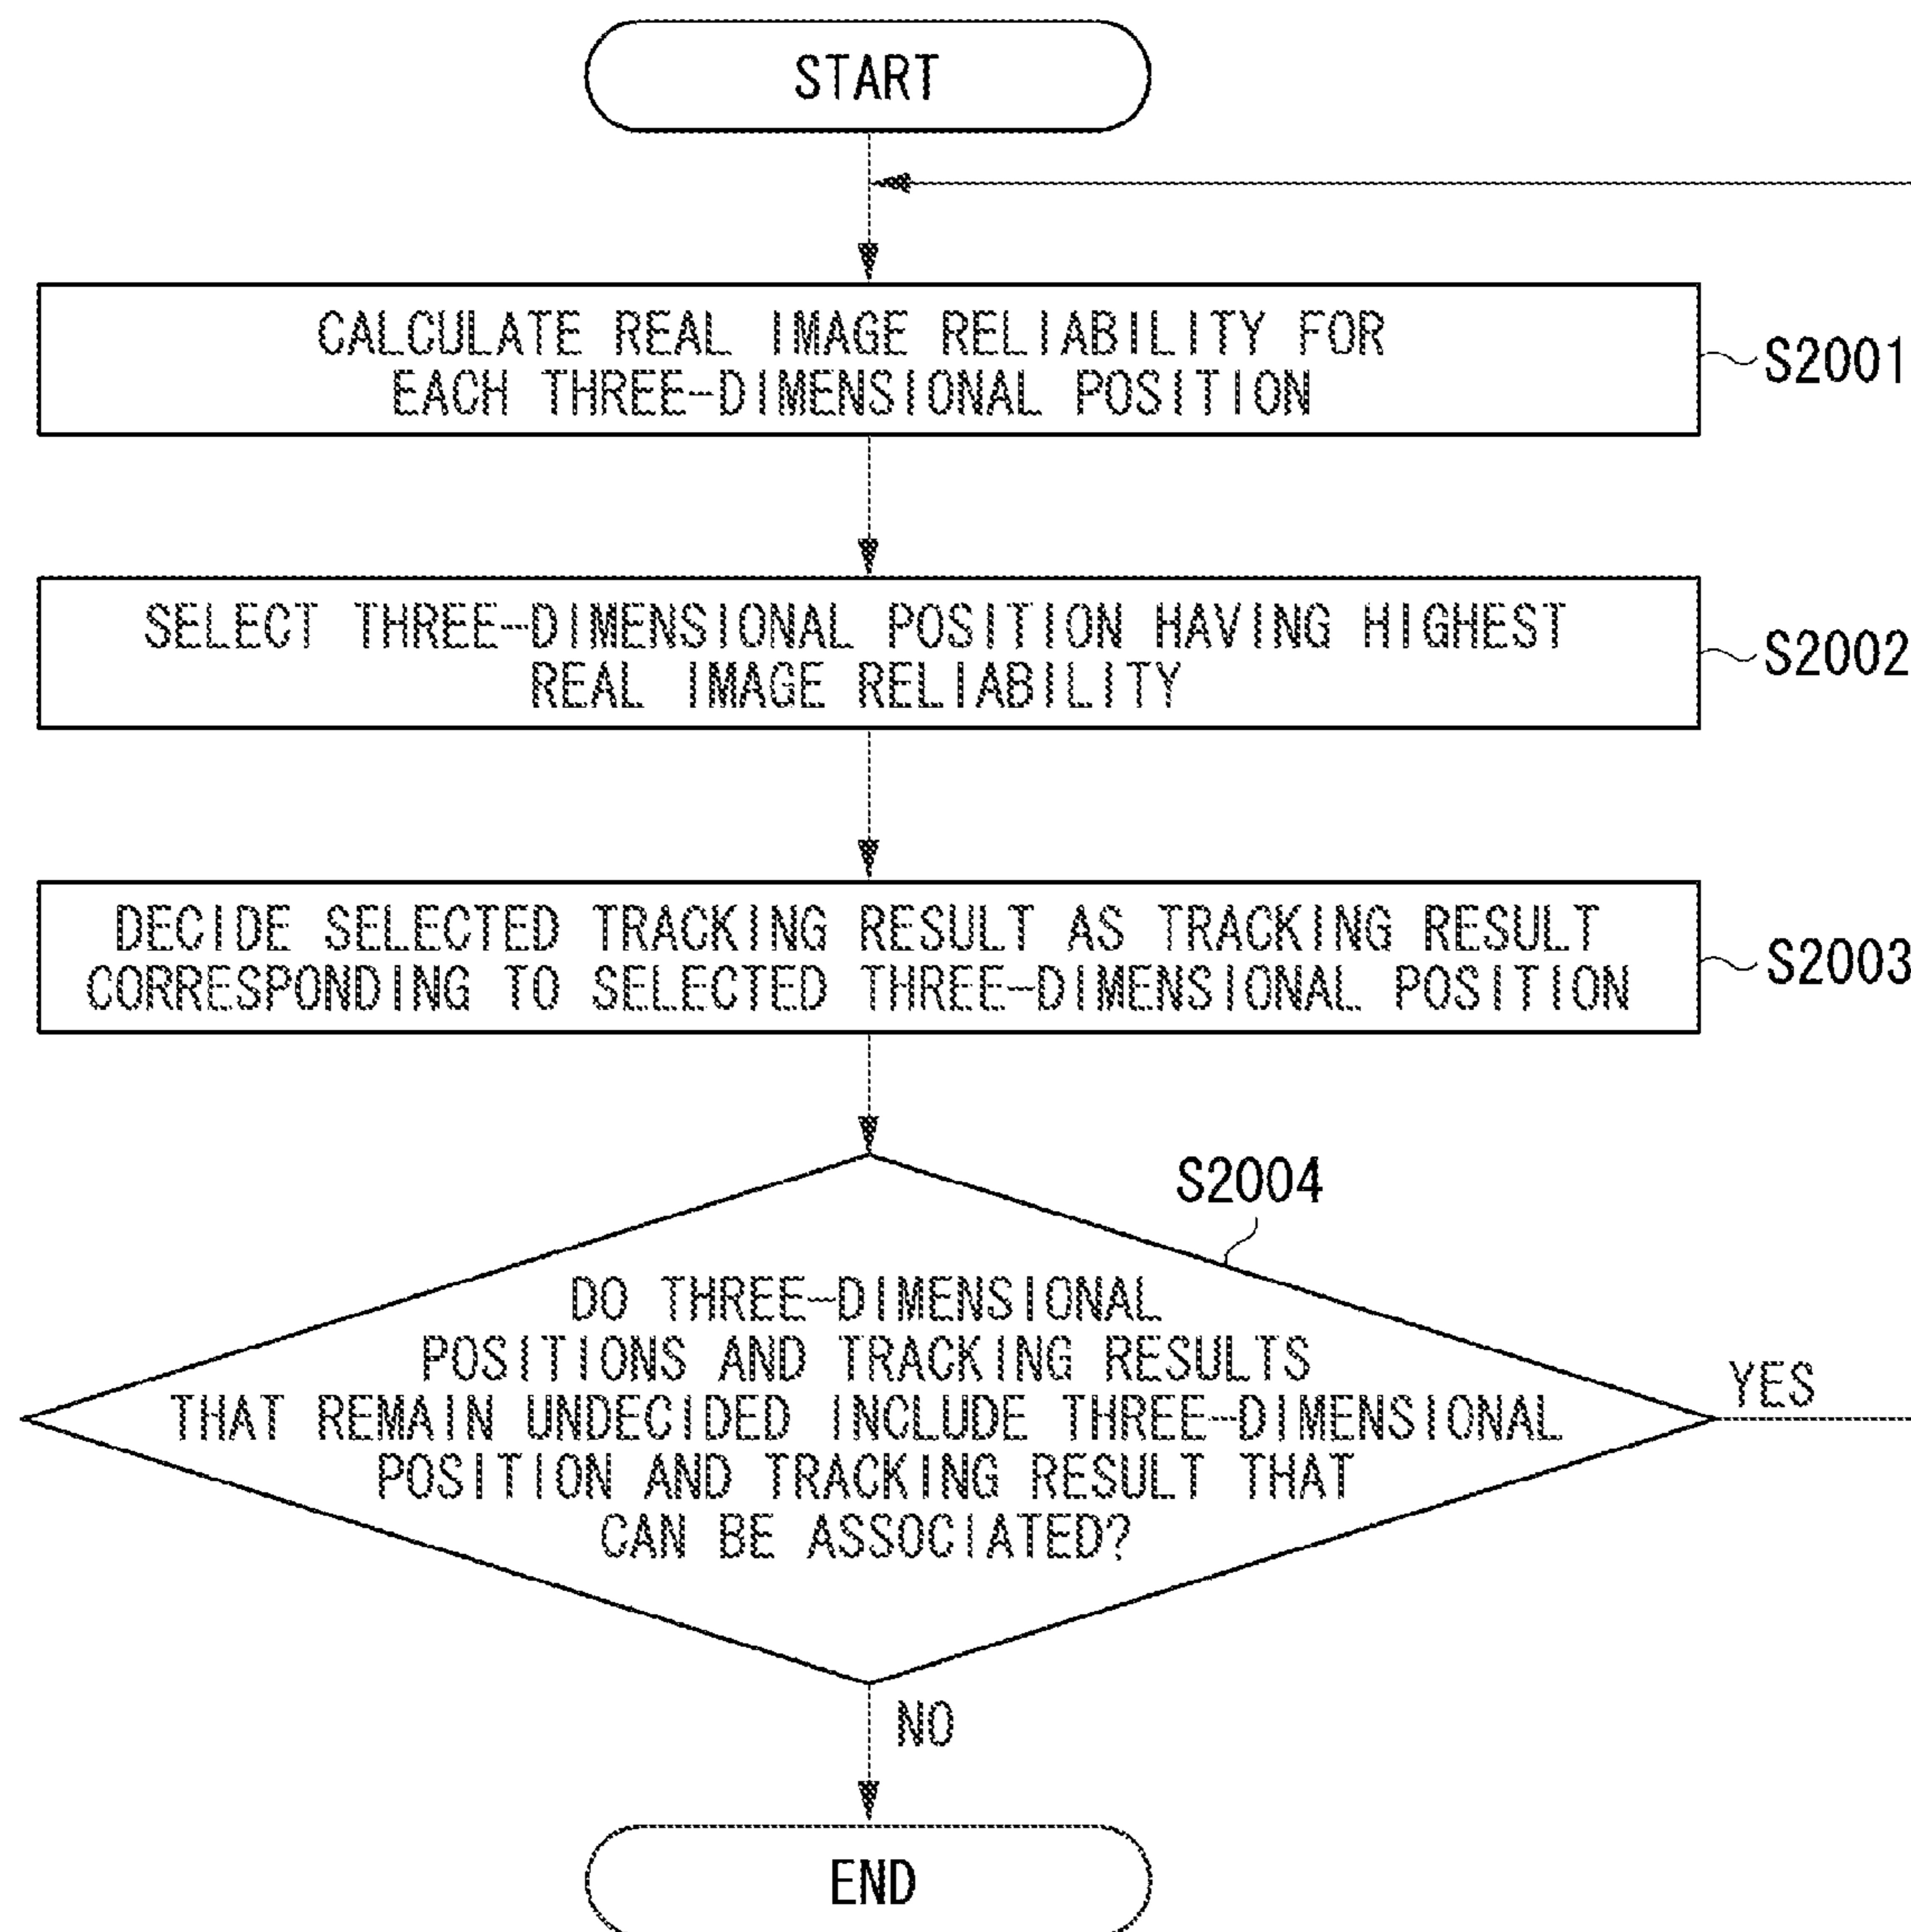 START
CALCULATE REAL IMAGE RELIABILITY FOR
EACH THREE-DIMENSIONAL POSITION
S2001
SELECT THREE-DIMENSIONAL POSITION HAVING HIGHEST
REAL IMAGE RELIABILITY
S2002
DECIDE SELECTED TRACKING RESULT AS TRACKING RESULT
CORRESPONDING TO SELECTED THREE-DIMENSIONAL POSITION
S2003
S2004
DO THREE-DIMENSIONAL
POSITIONS AND TRACKING RESULTS
THAT REMAIN UNDECIDED INCLUDE THREE-DIMENSIONAL
POSITION AND TRACKING RESULT THAT
CAN BE ASSOCIATED?
YES
NO
END